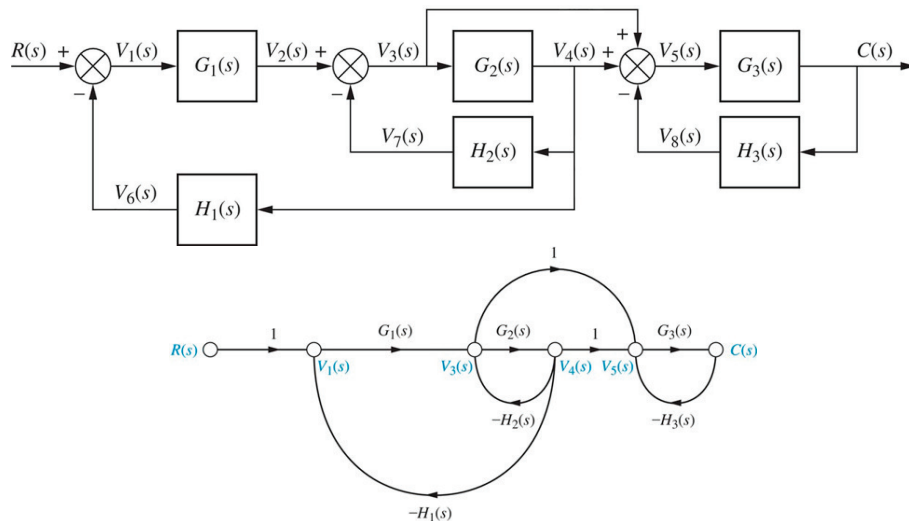 R(s) + V₁(s) G₁(s) V₂(s) + V₃(s) G₂(s) V₄(s) + + V₅(s) G₃(s) C(s)
− − −
V₇(s) H₂(s) V₈(s) H₃(s)
V₆(s) H₁(s)
1
R(s) 1 V₁(s) G₁(s) V₃(s) G₂(s) V₄(s) 1 V₅(s) G₃(s) C(s)
−H₂(s) −H₃(s)
−H₁(s)